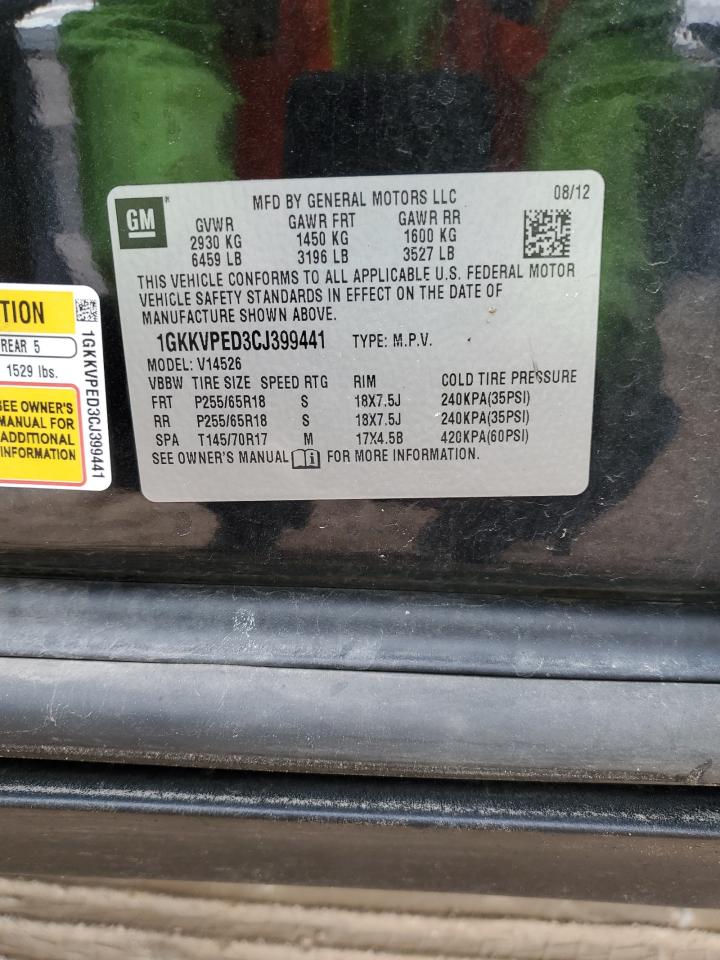 GM
MFD BY GENERAL MOTORS LLC 08/12
GVWR GAWR FRT GAWR RR
2930 KG 1450 KG 1600 KG
6459 LB 3196 LB 3527 LB
THIS VEHICLE CONFORMS TO ALL APPLICABLE U.S. FEDERAL MOTOR
VEHICLE SAFETY STANDARDS IN EFFECT ON THE DATE OF
MANUFACTURE SHOWN ABOVE.
1GKKVPED3CJ399441 TYPE: M.P.V.
MODEL: V14526
VBBW TIRE SIZE SPEED RTG RIM COLD TIRE PRESSURE
FRT P255/65R18 S 18X7.5J 240KPA(35PSI)
RR P255/65R18 S 18X7.5J 240KPA(35PSI)
SPA T145/70R17 M 17X4.5B 420KPA(60PSI)
SEE OWNER'S MANUAL i FOR MORE INFORMATION.
TION
REAR 5
1529 lbs.
SEE OWNER'S
MANUAL FOR
ADDITIONAL
INFORMATION
1GKKVPED3CJ399441